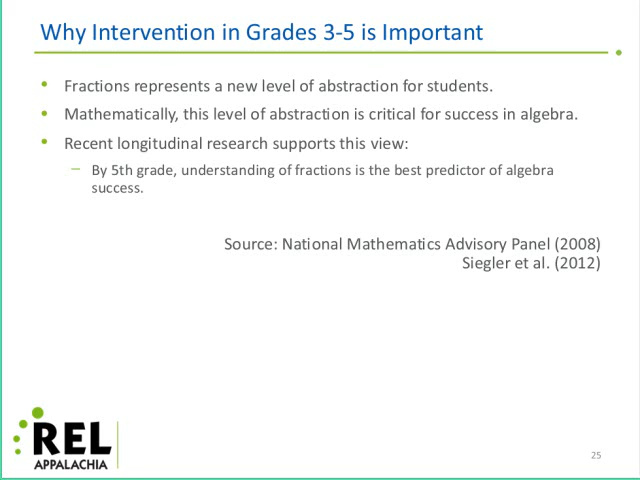 Why Intervention in Grades 3-5 is Important
• Fractions represents a new level of abstraction for students.
• Mathematically, this level of abstraction is critical for success in algebra.
• Recent longitudinal research supports this view:
– By 5th grade, understanding of fractions is the best predictor of algebra
success.
Source: National Mathematics Advisory Panel (2008)
Siegler et al. (2012)
REL
APPALACHIA
25